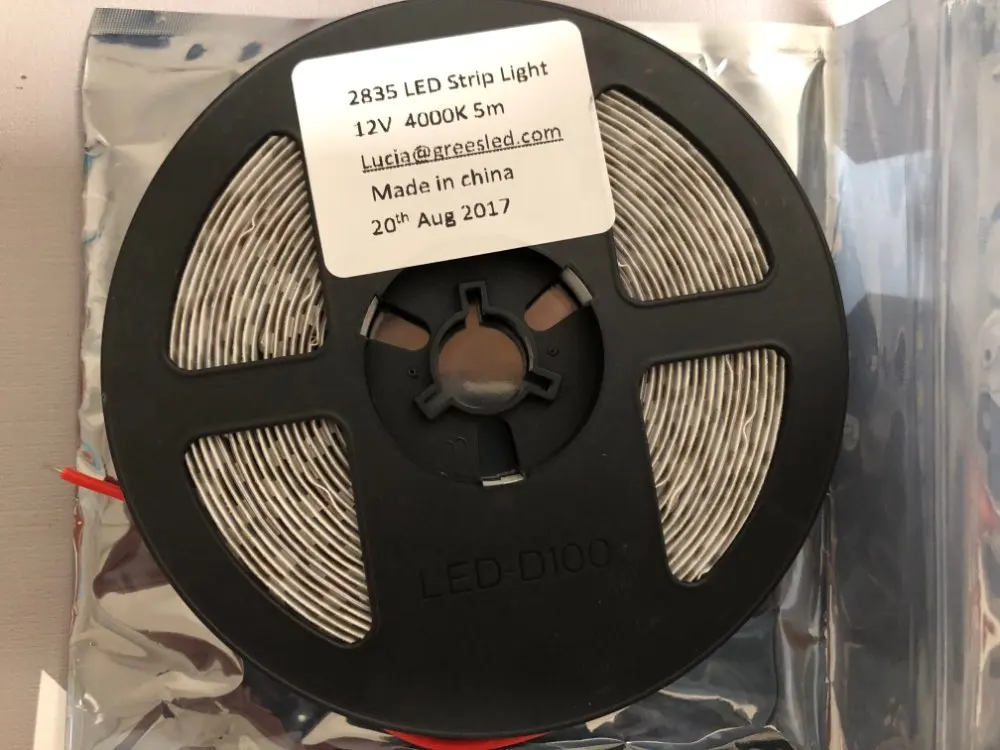 2835 LED Strip Light
12V 4000K 5m
Lucia@greesled.com
Made in china
20th Aug 2017
LED-D100